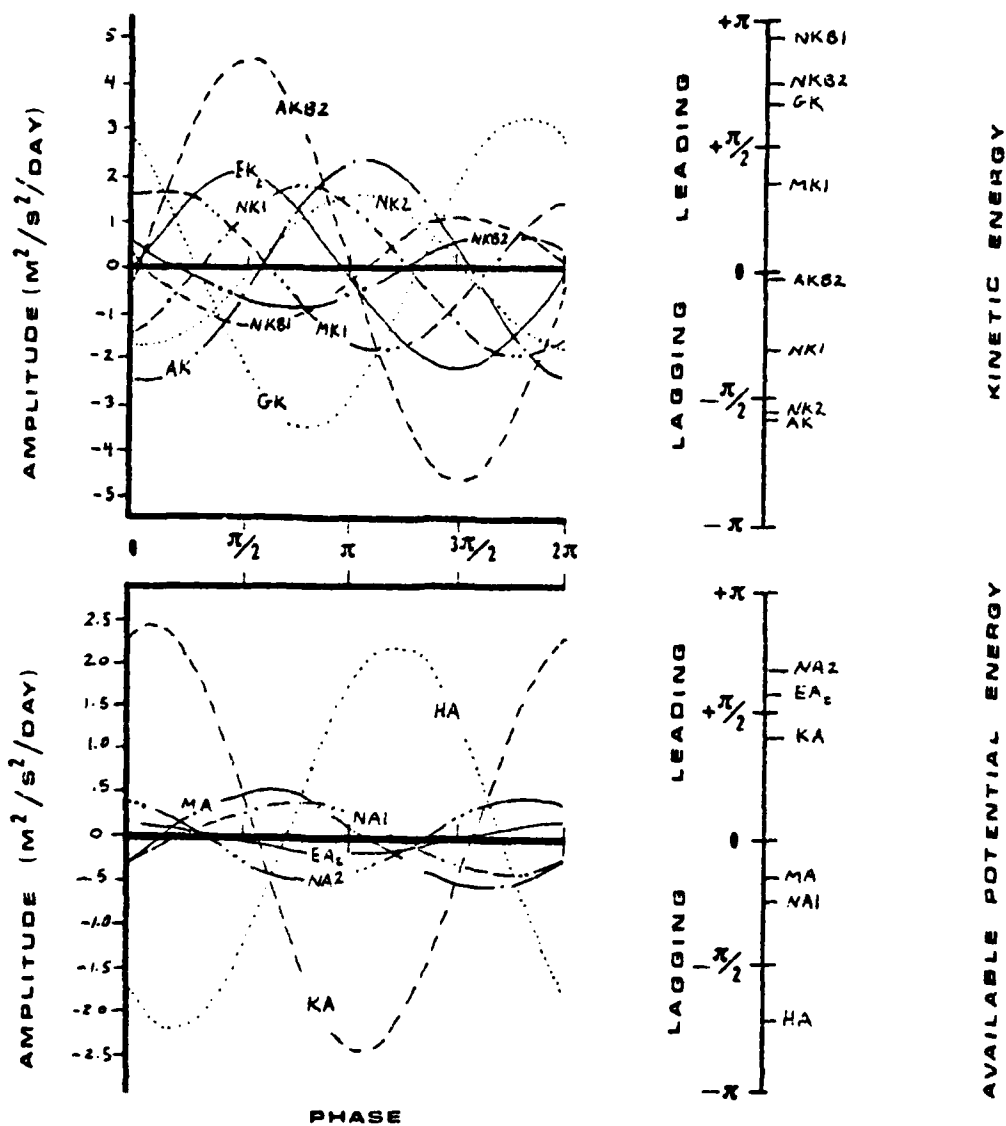 AMPLITUDE (M²/S²/DAY)
5
4
3
2
1
0
-1
-2
-3
-4
-5
AKB2
EK₂
NK1
NK2
NKB2
NKB1
MK1
AK
GK
0
π/2
π
3π/2
2π
LEADING
LAGGING
+π
NKB1
NKB2
GK
+π/2
MK1
0
AKB2
NK1
-π/2
NK2
AK
-π
KINETIC ENERGY
AMPLITUDE (M²/S²/DAY)
2.5
2.0
1.5
1.0
.5
0
-.5
-1.0
-1.5
-2.0
-2.5
HA
MA
NA1
EA₂
NA2
KA
PHASE
LEADING
LAGGING
+π
NA2
EA₂
+π/2
KA
0
MA
NA1
-π/2
HA
-π
AVAILABLE POTENTIAL ENERGY